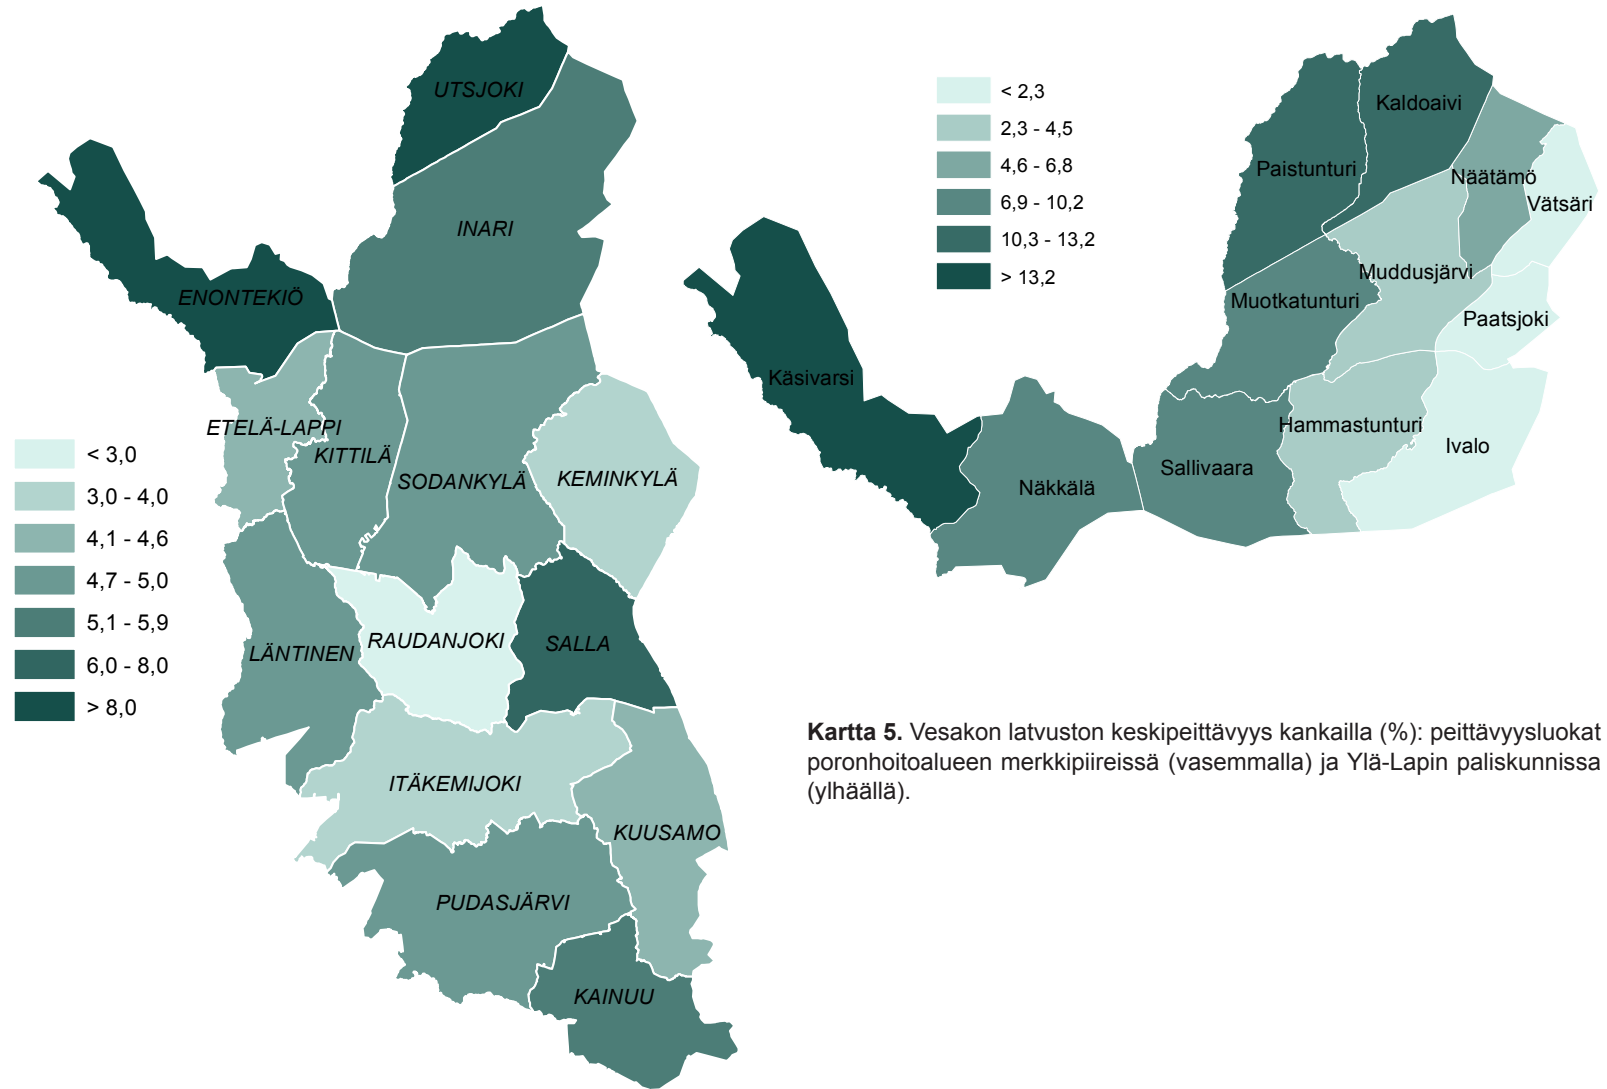 UTSJOKI
INARI
ENONTEKIÖ
ETELÄ-LAPPI
KITTILÄ
SODANKYLÄ
KEMINKYLÄ
RAUDANJOKI
SALLA
LÄNTINEN
ITÄKEMIJOKI
KUUSAMO
PUDASJÄRVI
KAINUU
< 3,0
3,0 - 4,0
4,1 - 4,6
4,7 - 5,0
5,1 - 5,9
6,0 - 8,0
> 8,0
< 2,3
2,3 - 4,5
4,6 - 6,8
6,9 - 10,2
10,3 - 13,2
> 13,2
Kaldoaivi
Paistunturi
Näätämö
Vätsäri
Muddusjärvi
Muotkatunturi
Paatsjoki
Käsivarsi
Hammastunturi
Ivalo
Sallivaara
Näkkälä
Kartta 5. Vesakon latvuston keskipeittävyys kankailla (%): peittävyysluokat
poronhoitoalueen merkkipiireissä (vasemmalla) ja Ylä-Lapin paliskunnissa
(ylhäällä).